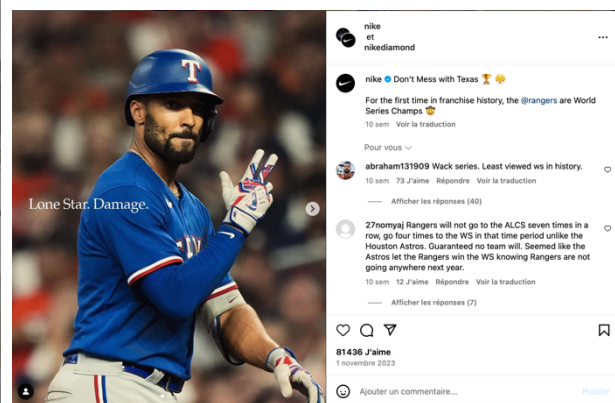 nike
et
nikediamond
nike Don't Mess with Texas
For the first time in franchise history, the @rangers are World
Series Champs
10 sem Voir la traduction
Pour vous
abraham131909 Wack series. Least viewed ws in history.
10 sem 73 J'aime Répondre Voir la traduction
Afficher les réponses (40)
27nomyaj Rangers will not go to the ALCS seven times in a
row, go four times to the WS in that time period unlike the
Houston Astros. Guaranteed no team will. Seemed like the
Astros let the Rangers win the WS knowing Rangers are not
going anywhere next year.
10 sem 12 J'aime Répondre Voir la traduction
Afficher les réponses (7)
81 436 J'aime
1 novembre 2023
Ajouter un commentaire...
Publier
T
Lone Star. Damage.